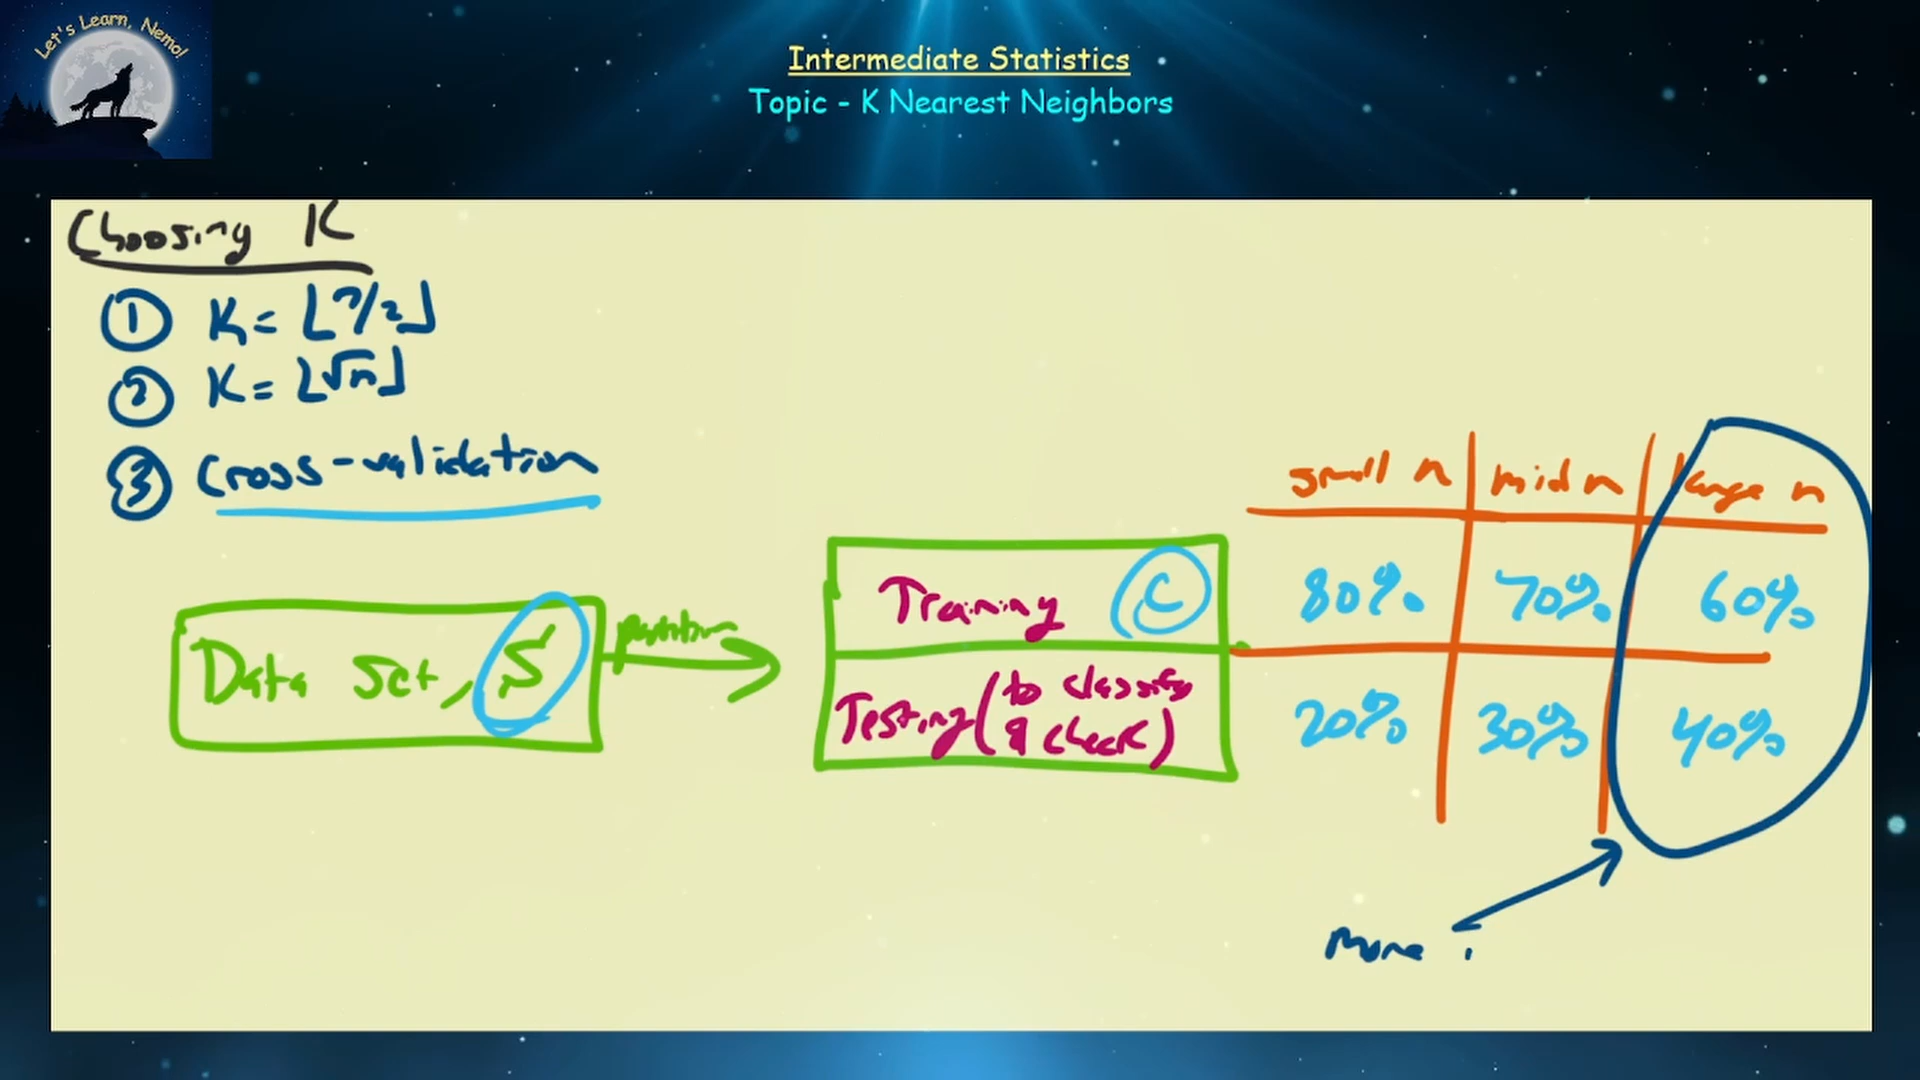 Let's Learn, Nemo!
Intermediate Statistics
Topic - K Nearest Neighbors
Choosing K
① K = ⌊n/2⌋
② K = ⌊√n⌋
③ Cross-validation
Data Set, S
partition
Training C
Testing (to classify
& check)
small n mid n large n
80% 70% 60%
20% 30% 40%
More